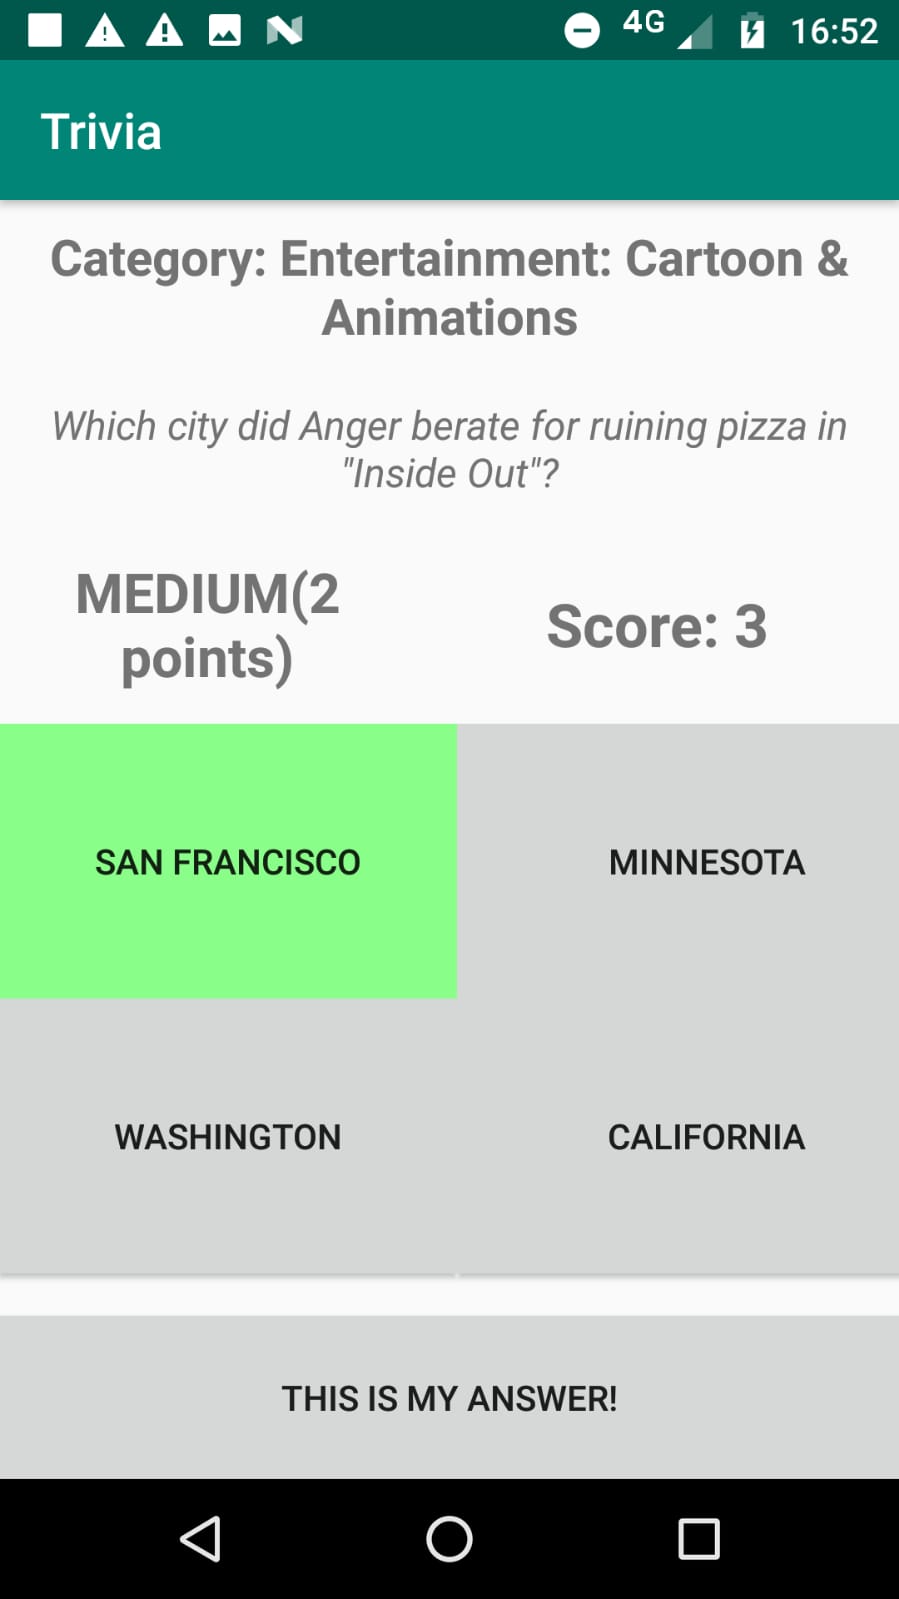 4G 16:52
Trivia
Category: Entertainment: Cartoon &
Animations
Which city did Anger berate for ruining pizza in
"Inside Out"?
MEDIUM(2
points)
Score: 3
SAN FRANCISCO
MINNESOTA
WASHINGTON
CALIFORNIA
THIS IS MY ANSWER!